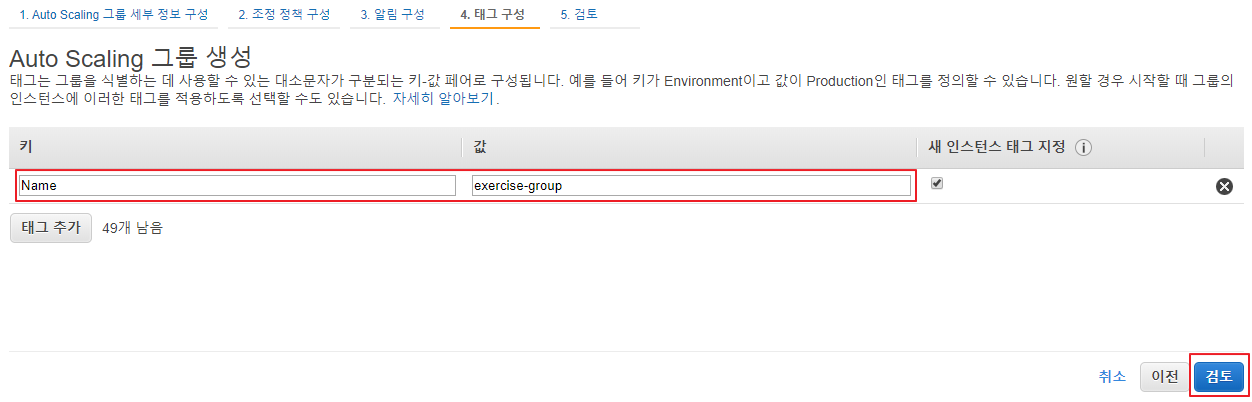 1. Auto Scaling 그룹 세부 정보 구성 2. 조정 정책 구성 3. 알림 구성 4. 태그 구성 5. 검토
Auto Scaling 그룹 생성
태그는 그룹을 식별하는 데 사용할 수 있는 대소문자가 구분되는 키-값 페어로 구성됩니다. 예를 들어 키가 Environment이고 값이 Production인 태그를 정의할 수 있습니다. 원할 경우 시작할 때 그룹의
인스턴스에 이러한 태그를 적용하도록 선택할 수도 있습니다. 자세히 알아보기.
키 값 새 인스턴스 태그 지정
Name exercise-group
태그 추가 49개 남음
취소 이전 검토